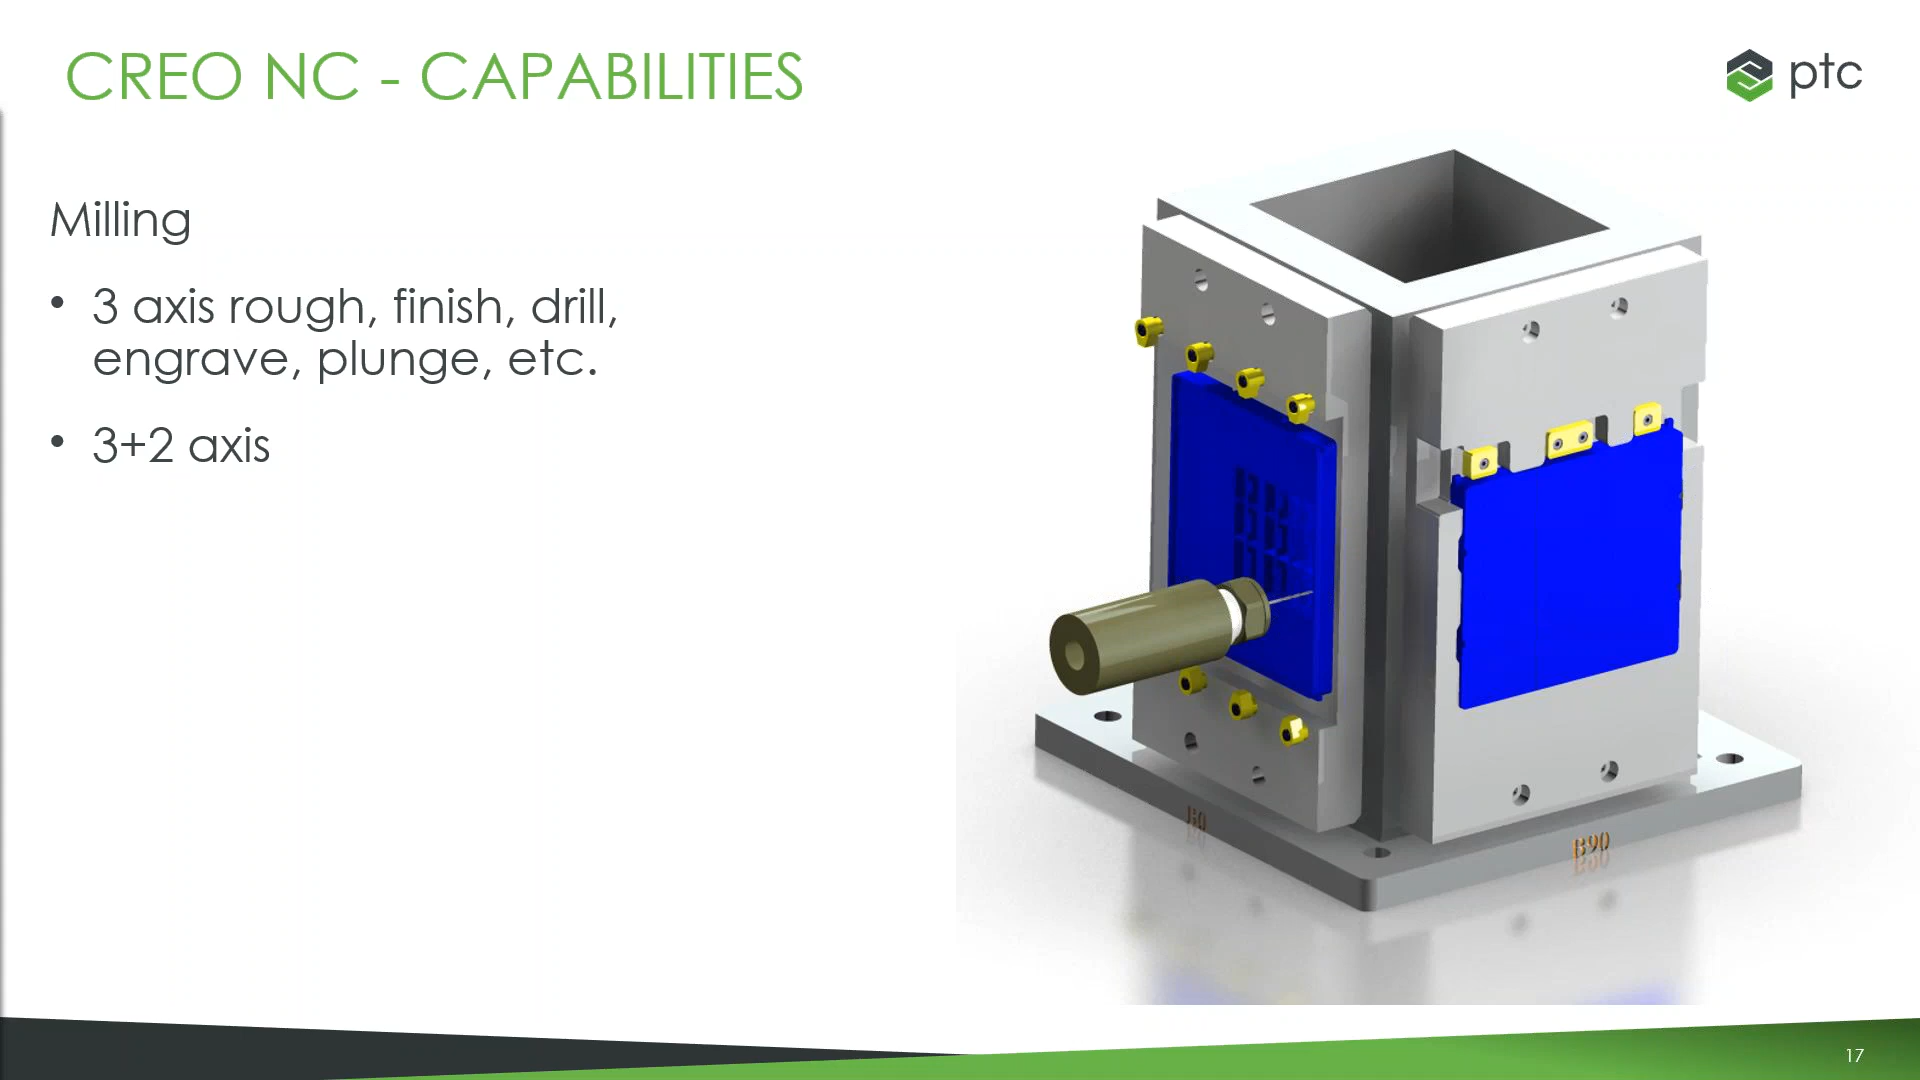 CREO NC - CAPABILITIES
ptc
Milling
• 3 axis rough, finish, drill,
engrave, plunge, etc.
• 3+2 axis
B90
17